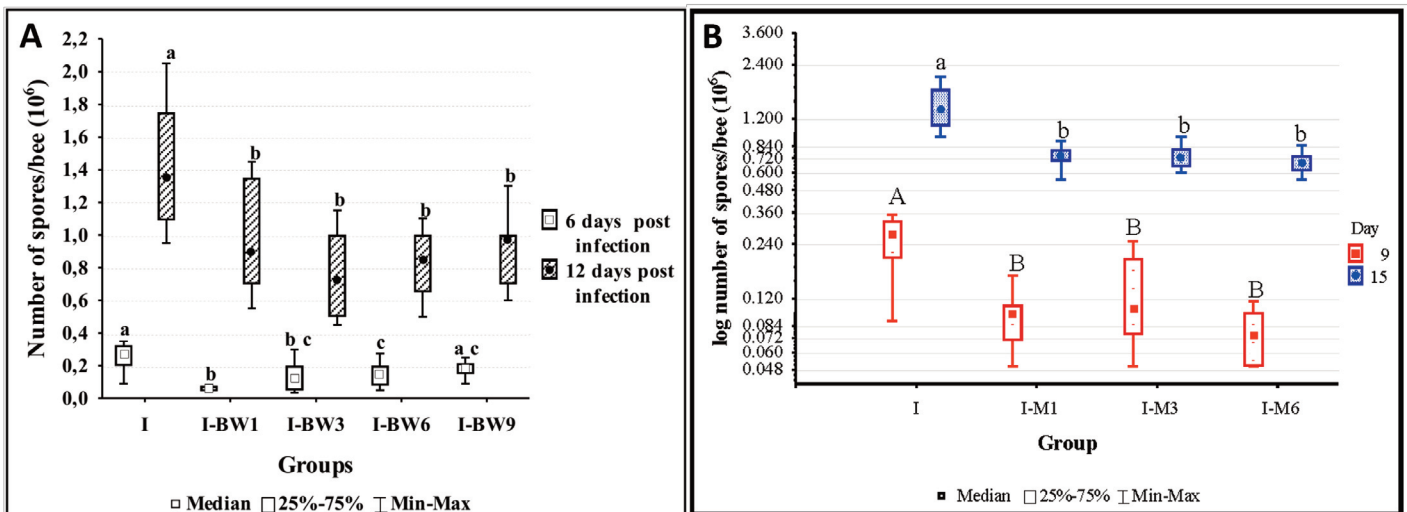 A
Number of spores/bee (10⁶)
2,2
2,0
1,8
1,6
1,4
1,2
1,0
0,8
0,6
0,4
0,2
0,0
a
b
b
b
b
a
b
b c
c
a c
I I-BW1 I-BW3 I-BW6 I-BW9
Groups
Median 25%-75% Min-Max
6 days post
infection
12 days post
infection
B
log number of spores/bee (10⁶)
3.600
2.400
1.200
0.840
0.720
0.600
0.480
0.360
0.240
0.120
0.084
0.072
0.060
0.048
a
b
b
b
A
B
B
B
I I-M1 I-M3 I-M6
Group
Median 25%-75% Min-Max
Day
9
15